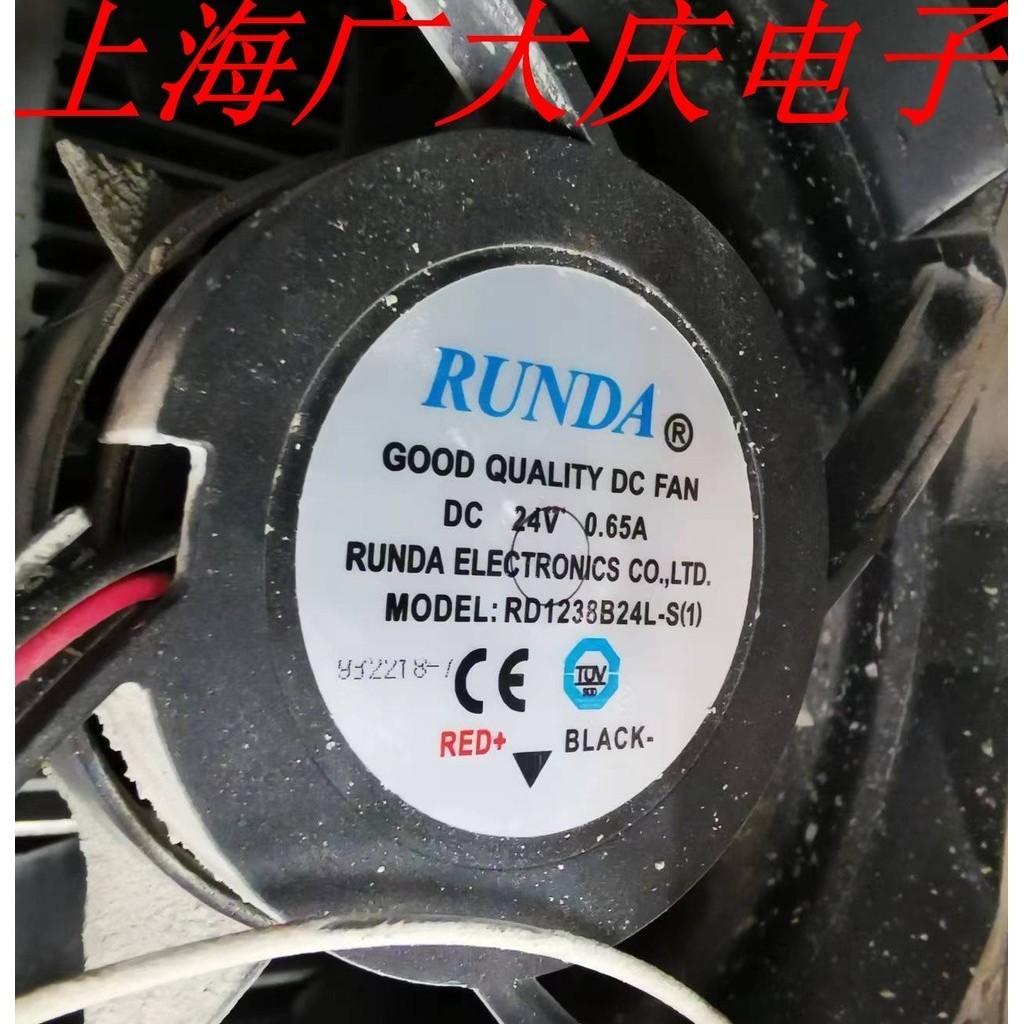 上海广大庆电子
RUNDA ®
GOOD QUALITY DC FAN
DC 24V 0.65A
RUNDA ELECTRONICS CO.,LTD.
MODEL: RD1238B24L-S(1)
CE TÜV
RED+ BLACK-